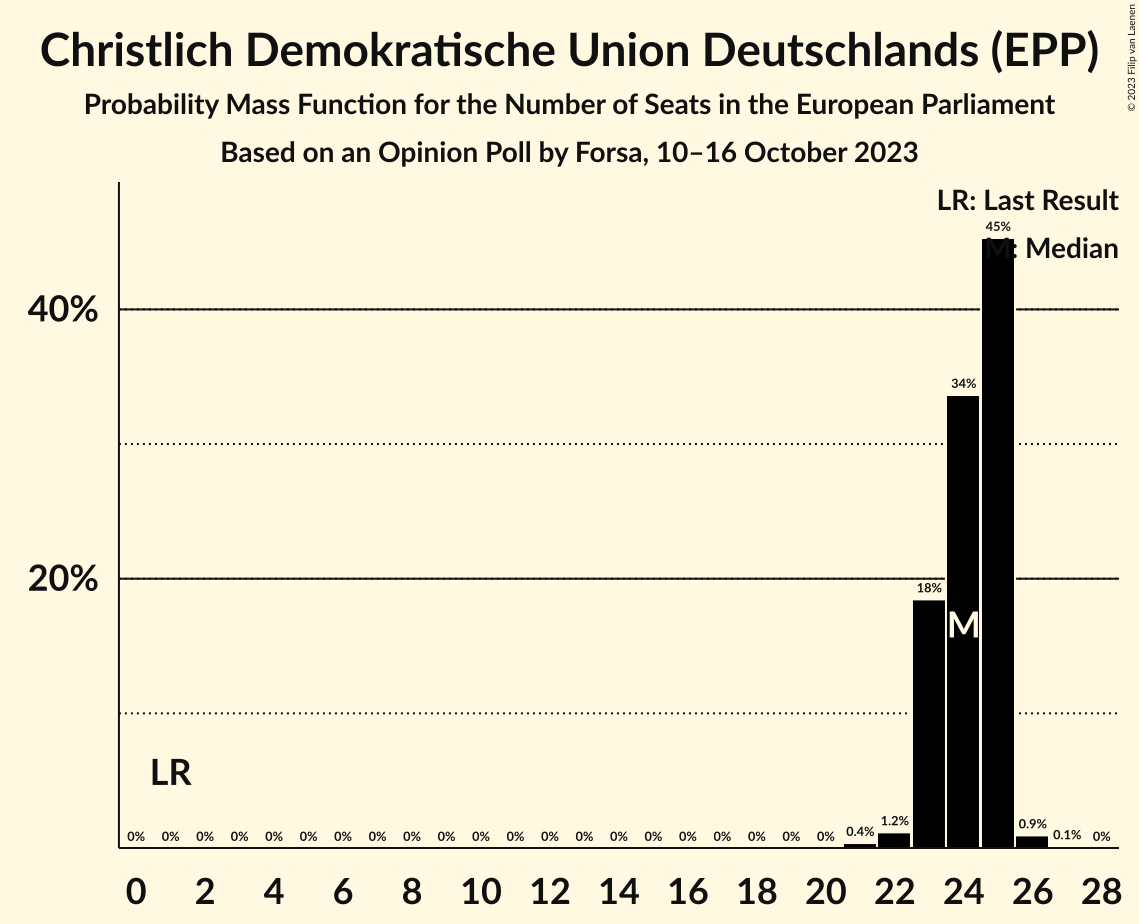 Christlich Demokratische Union Deutschlands (EPP)
Probability Mass Function for the Number of Seats in the European Parliament
Based on an Opinion Poll by Forsa, 10–16 October 2023
© 2023 Filip van Laenen
LR: Last Result
45%
M: Median
40%
34%
20%
18%
M
LR
0% 0% 0% 0% 0% 0% 0% 0% 0% 0% 0% 0% 0% 0% 0% 0% 0% 0% 0% 0% 0% 0.4% 1.2% 0.9% 0.1% 0%
0 2 4 6 8 10 12 14 16 18 20 22 24 26 28